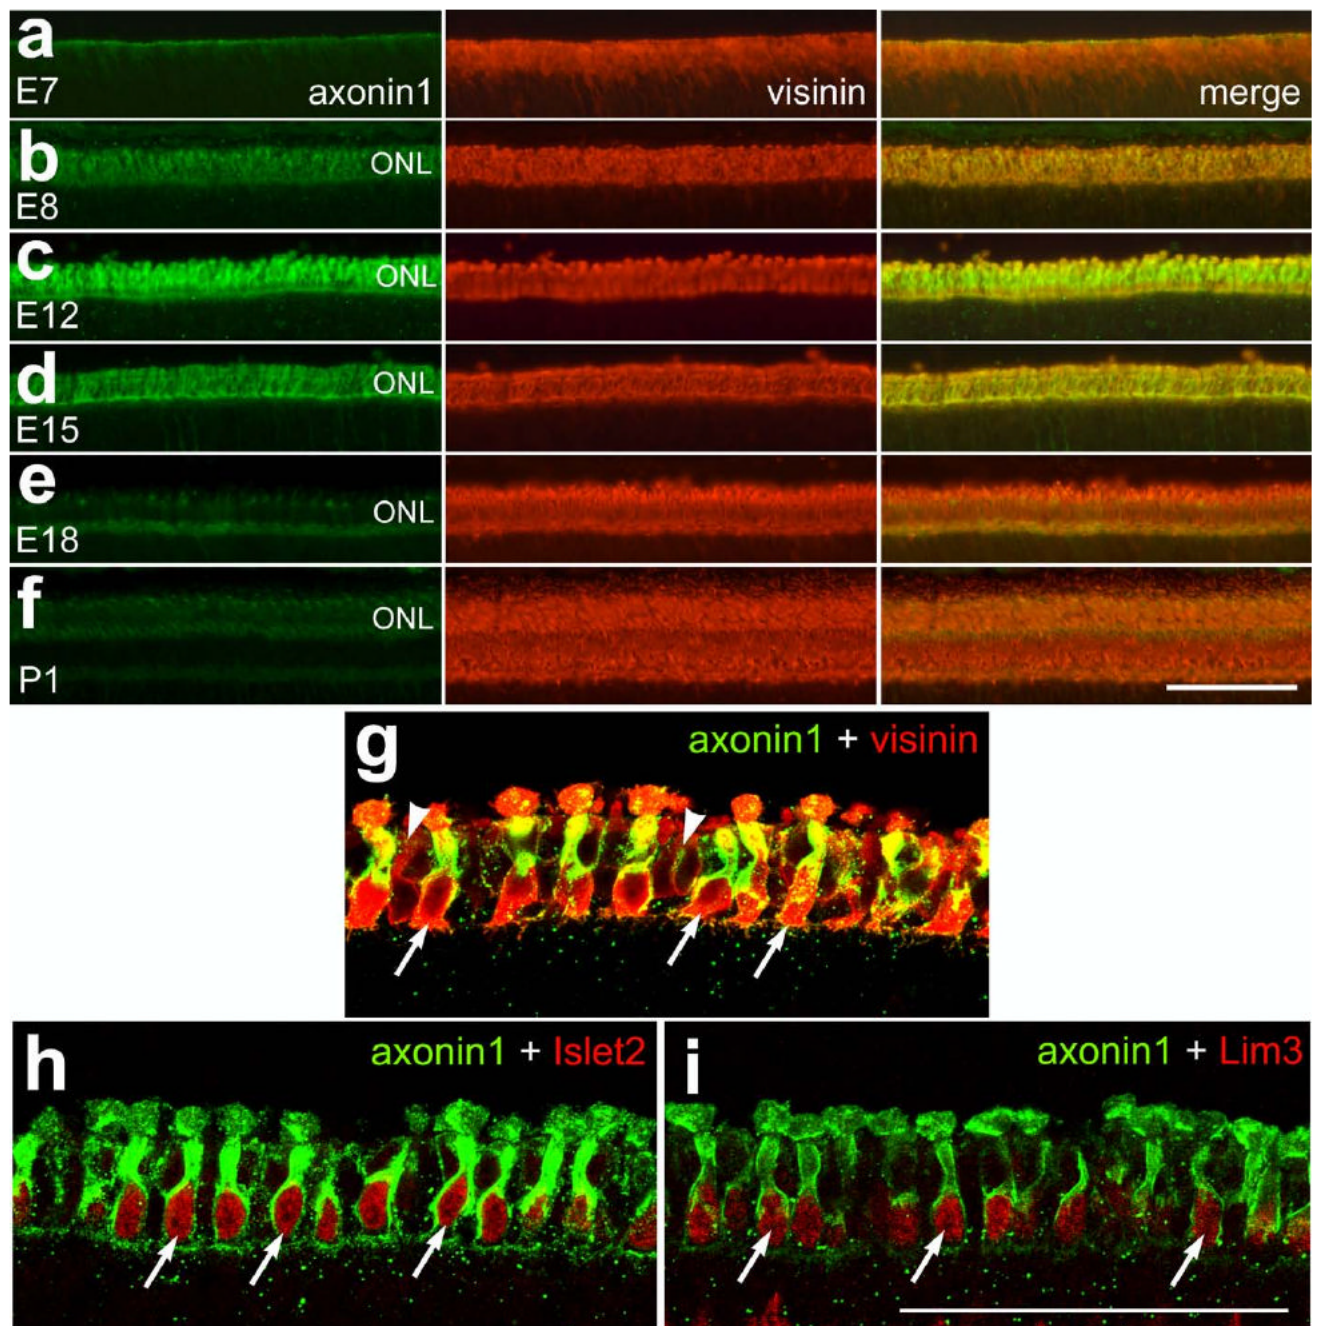 a
E7
axonin1
visinin
merge
b
ONL
E8
c
ONL
E12
d
ONL
E15
e
ONL
E18
f
ONL
P1
g
axonin1 + visinin
h
axonin1 + Islet2
i
axonin1 + Lim3